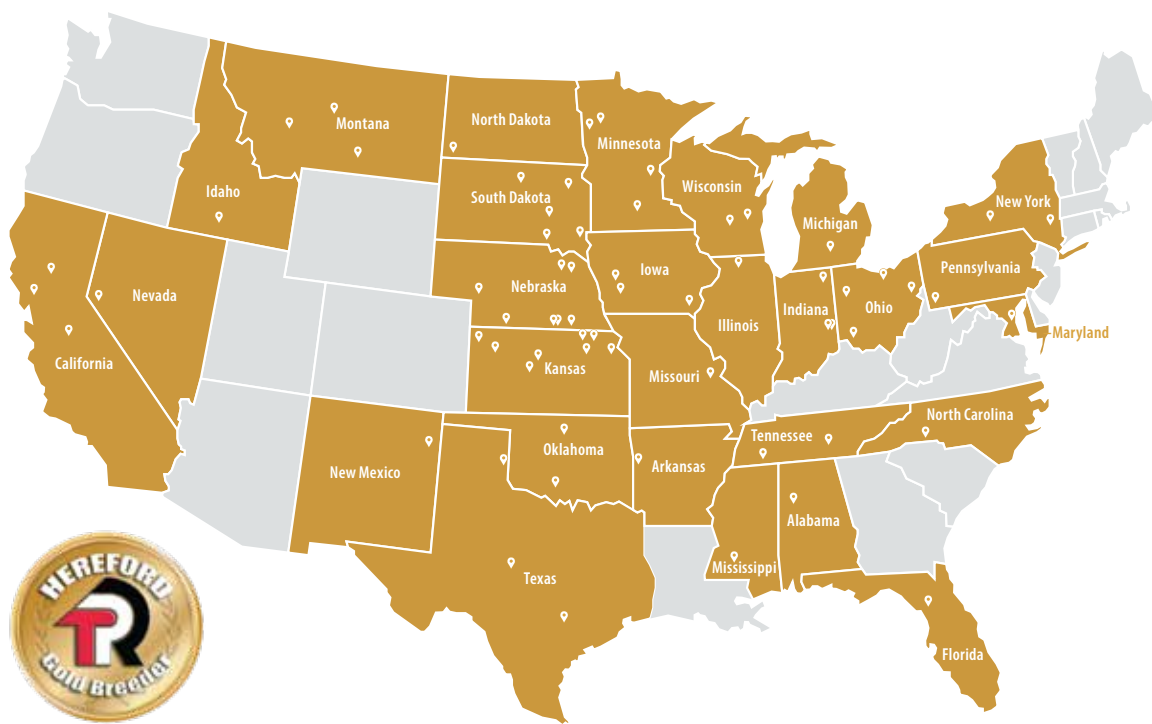 Montana
North Dakota
Minnesota
Idaho
South Dakota
Wisconsin
Michigan
New York
Pennsylvania
Nevada
Nebraska
Iowa
Illinois
Indiana
Ohio
Maryland
California
Kansas
Missouri
North Carolina
Tennessee
New Mexico
Oklahoma
Arkansas
Alabama
Mississippi
Texas
Florida
HEREFORD
TPR
Gold Breeder